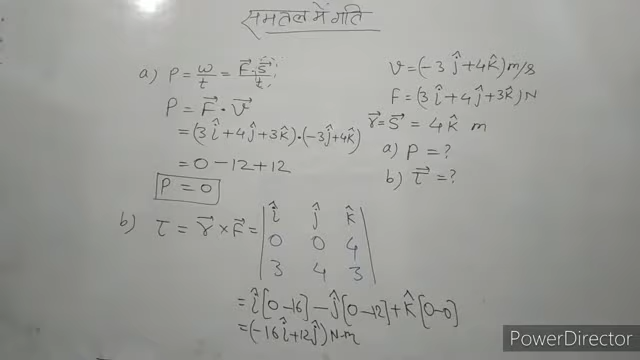 समतल में गति
a) P = w/t = F⃗·S⃗/t
P = F⃗ · V⃗
= (3î+4ĵ+3k̂)·(-3ĵ+4k̂)
= 0 - 12 + 12
P = 0
V = (-3ĵ+4k̂) m/s
F = (3î+4ĵ+3k̂) N
r⃗ = S⃗ = 4k̂ m
a) P = ?
b) τ⃗ = ?
b) τ = r⃗ × F⃗ = | î ĵ k̂ |
| 0 0 4 |
| 3 4 3 |
= î[0-16] - ĵ[0-12] + k̂[0-0]
= (-16î+12ĵ) N·m
PowerDirector